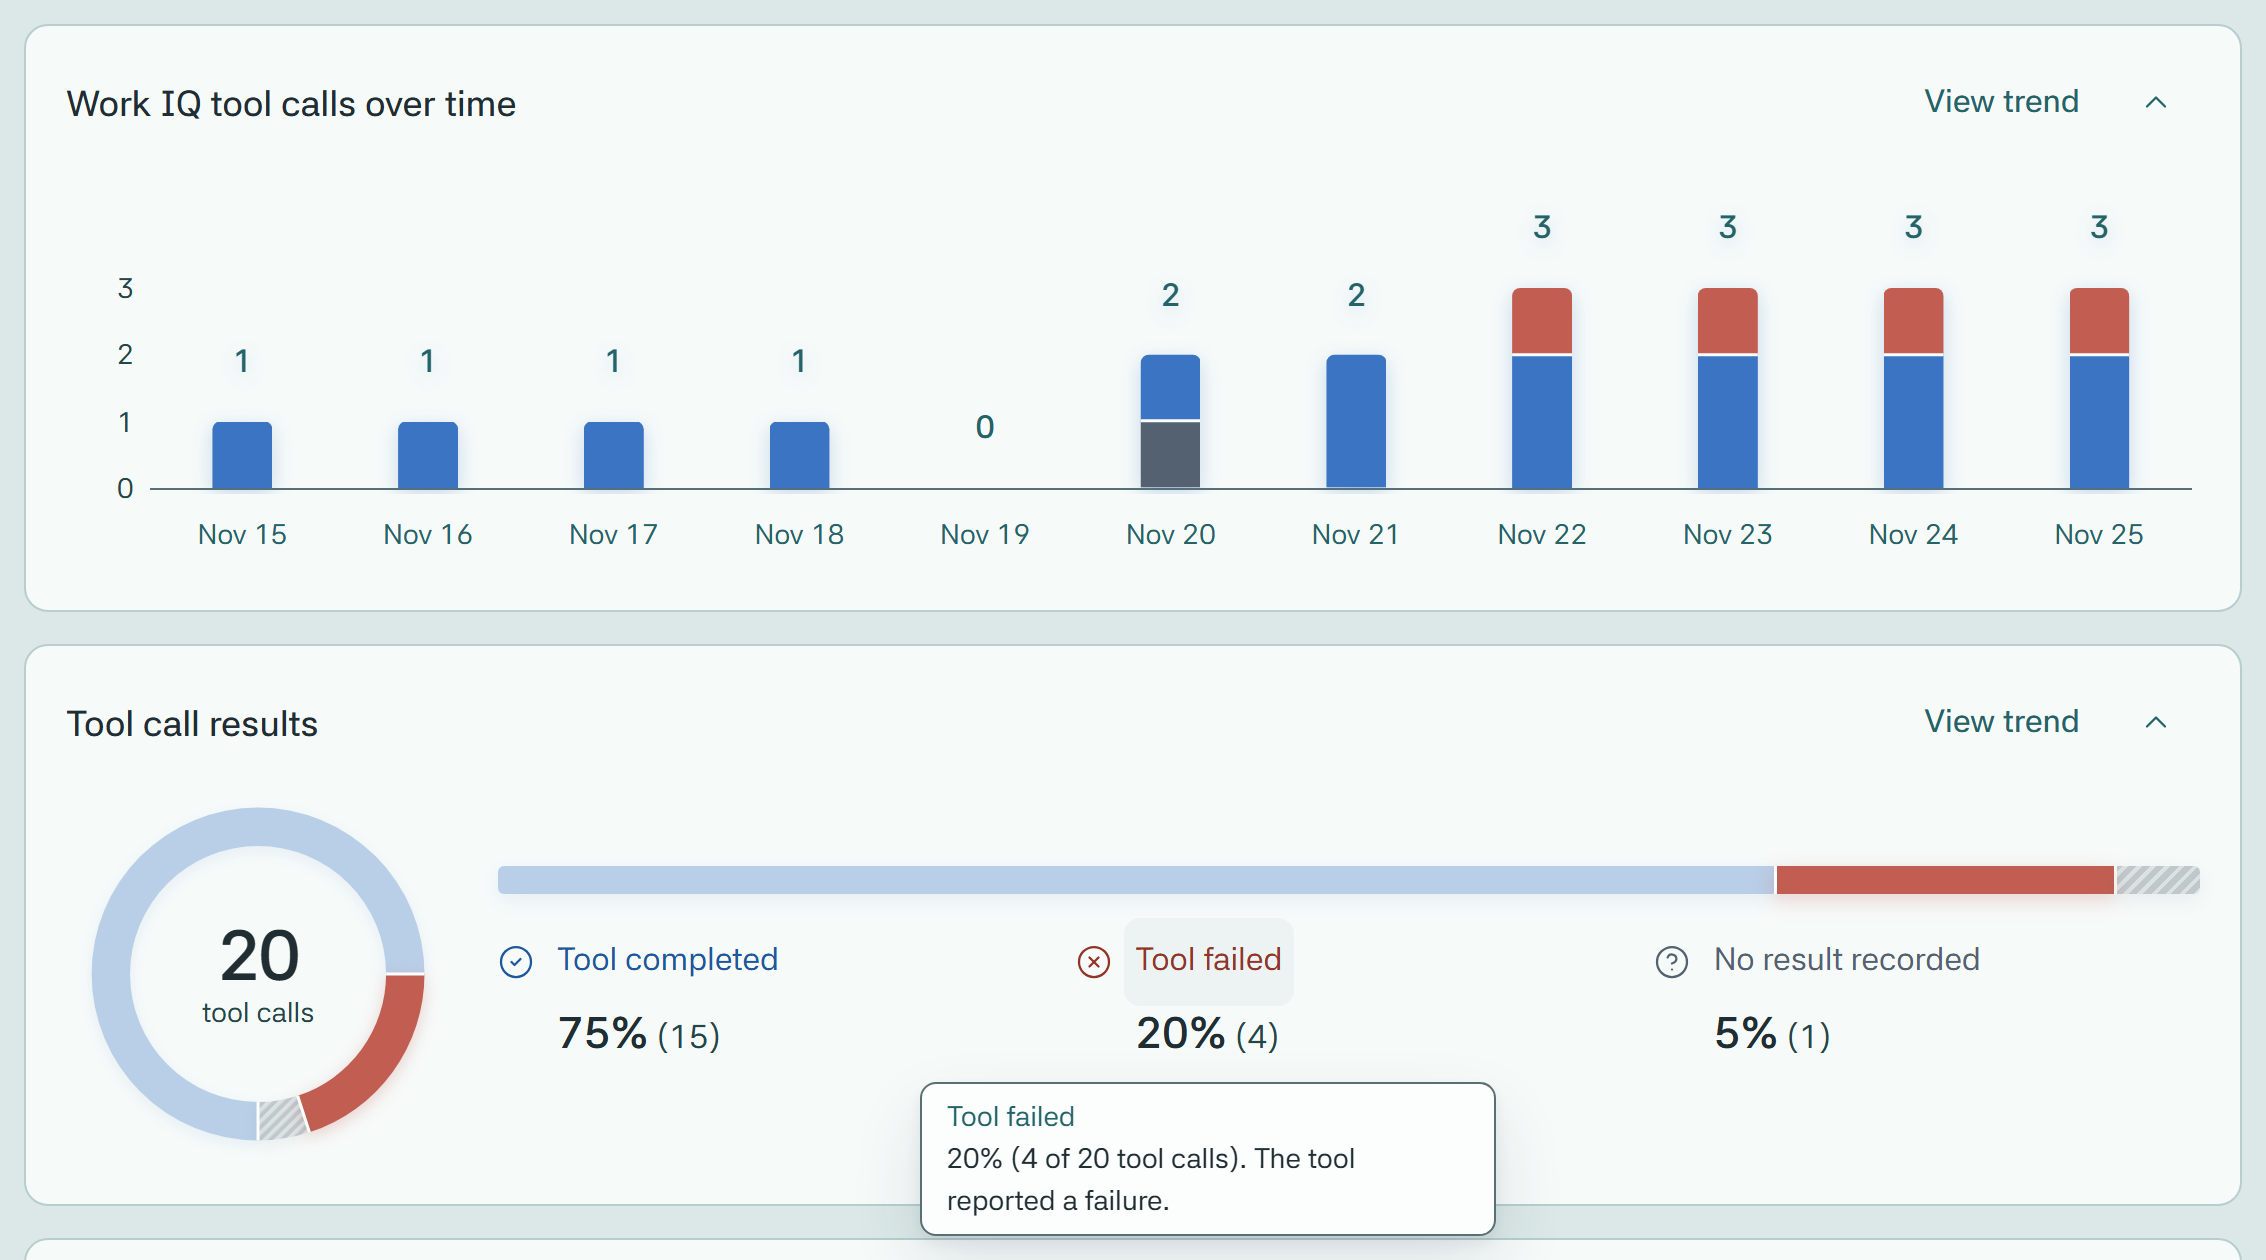 Work IQ tool calls over time
View trend
3
2
1
0
1
1
1
1
0
2
2
3
3
3
3
Nov 15
Nov 16
Nov 17
Nov 18
Nov 19
Nov 20
Nov 21
Nov 22
Nov 23
Nov 24
Nov 25
Tool call results
View trend
20
tool calls
Tool completed
75% (15)
Tool failed
20% (4)
No result recorded
5% (1)
Tool failed
20% (4 of 20 tool calls). The tool
reported a failure.